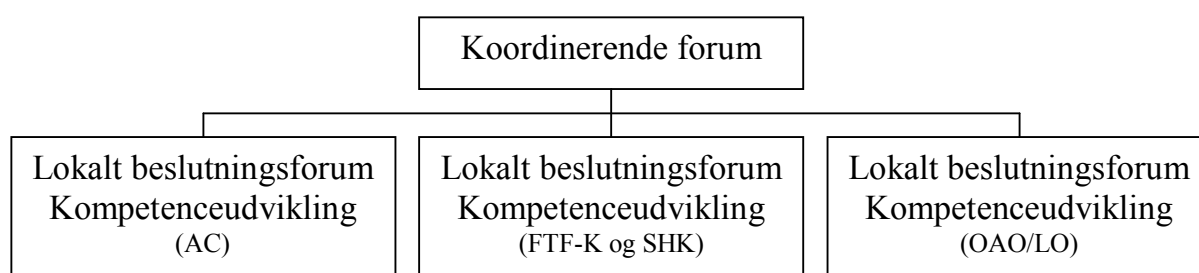 Koordinerende forum
Lokalt beslutningsforum
Kompetenceudvikling
(AC)
Lokalt beslutningsforum
Kompetenceudvikling
(FTF-K og SHK)
Lokalt beslutningsforum
Kompetenceudvikling
(OAO/LO)